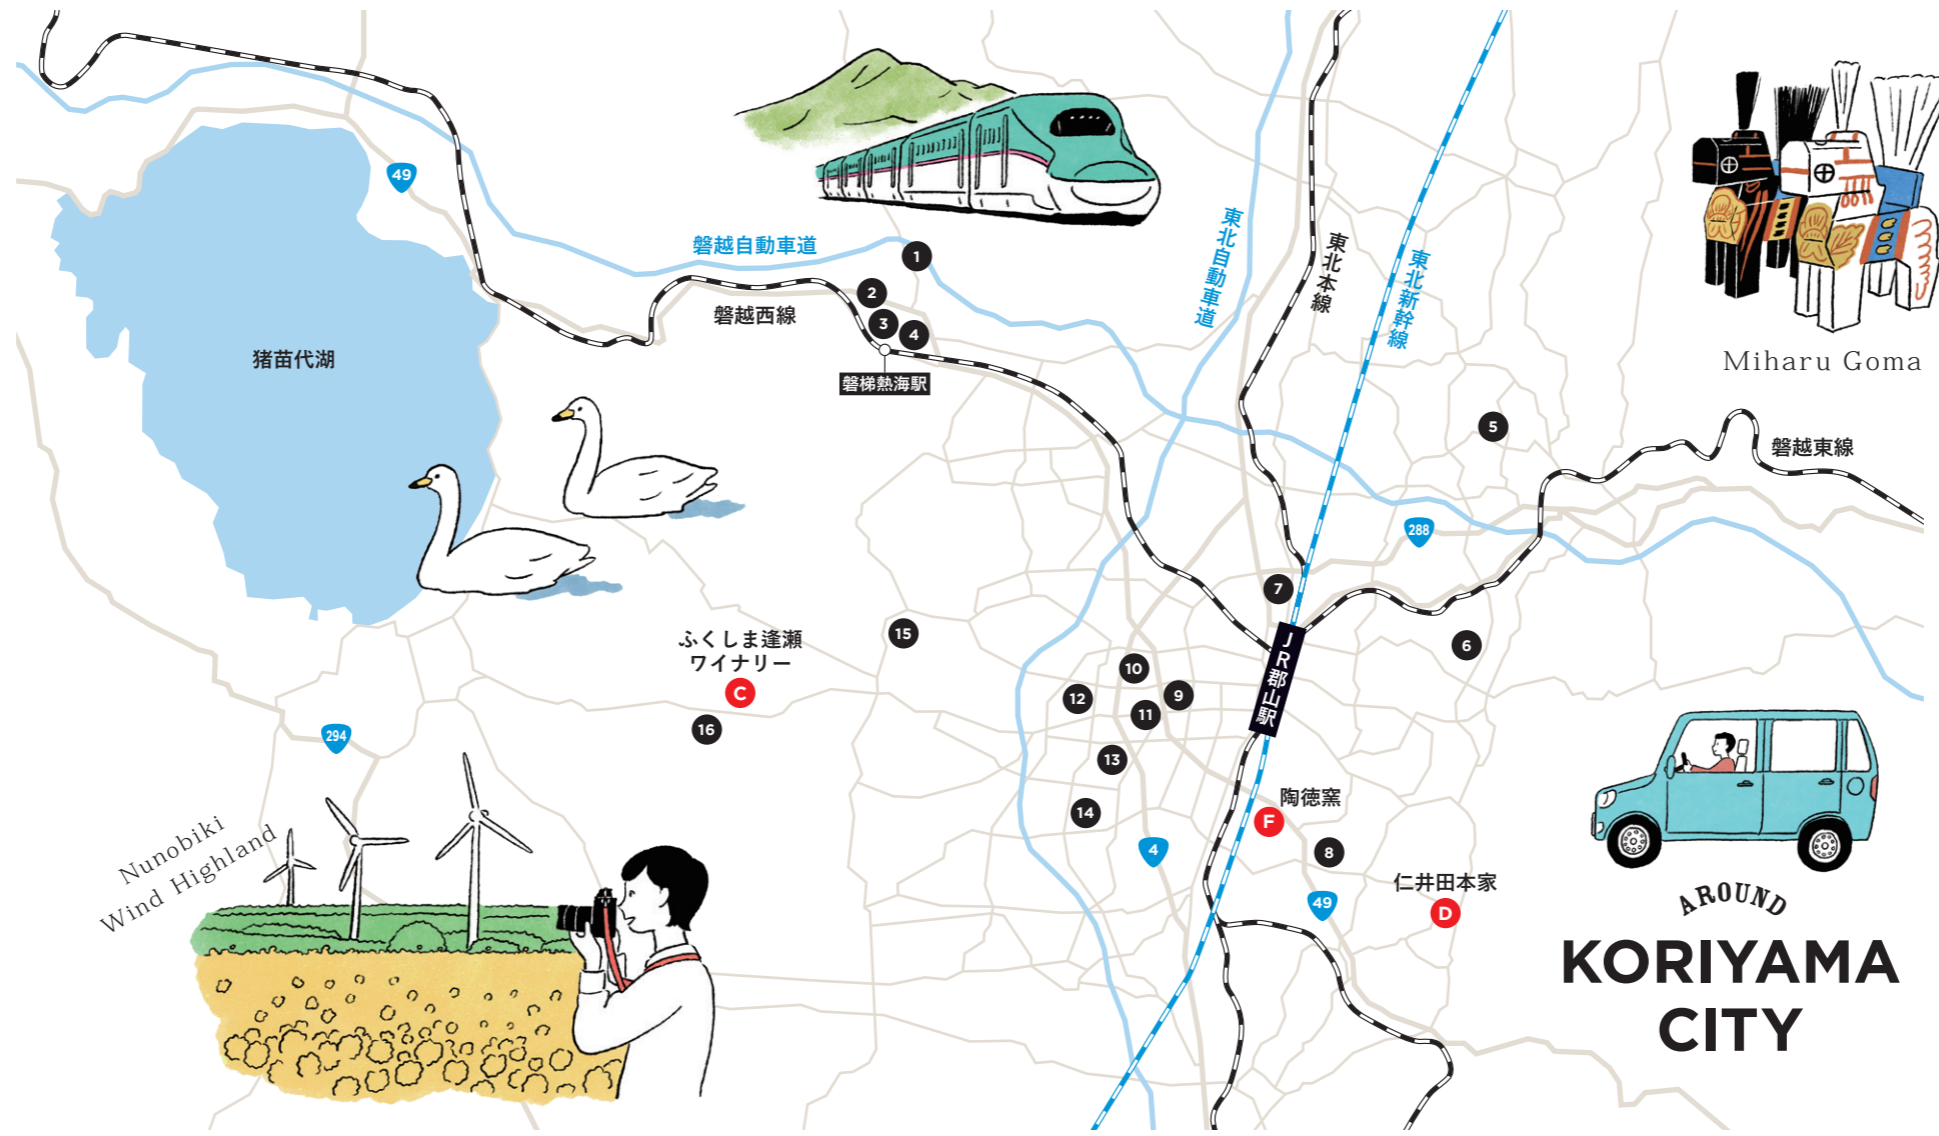 49
磐越自動車道
1
2
磐越西線
3
4
磐梯熱海駅
猪苗代湖
東北自動車道
東北本線
東北新幹線
Miharu Goma
5
磐越東線
288
7
6
ふくしま逢瀬
ワイナリー
C
15
16
JR郡山駅
10
9
12
11
13
14
294
4
陶徳窯
F
8
49
仁井田本家
D
Nunobiki
Wind Highland
AROUND
KORIYAMA
CITY